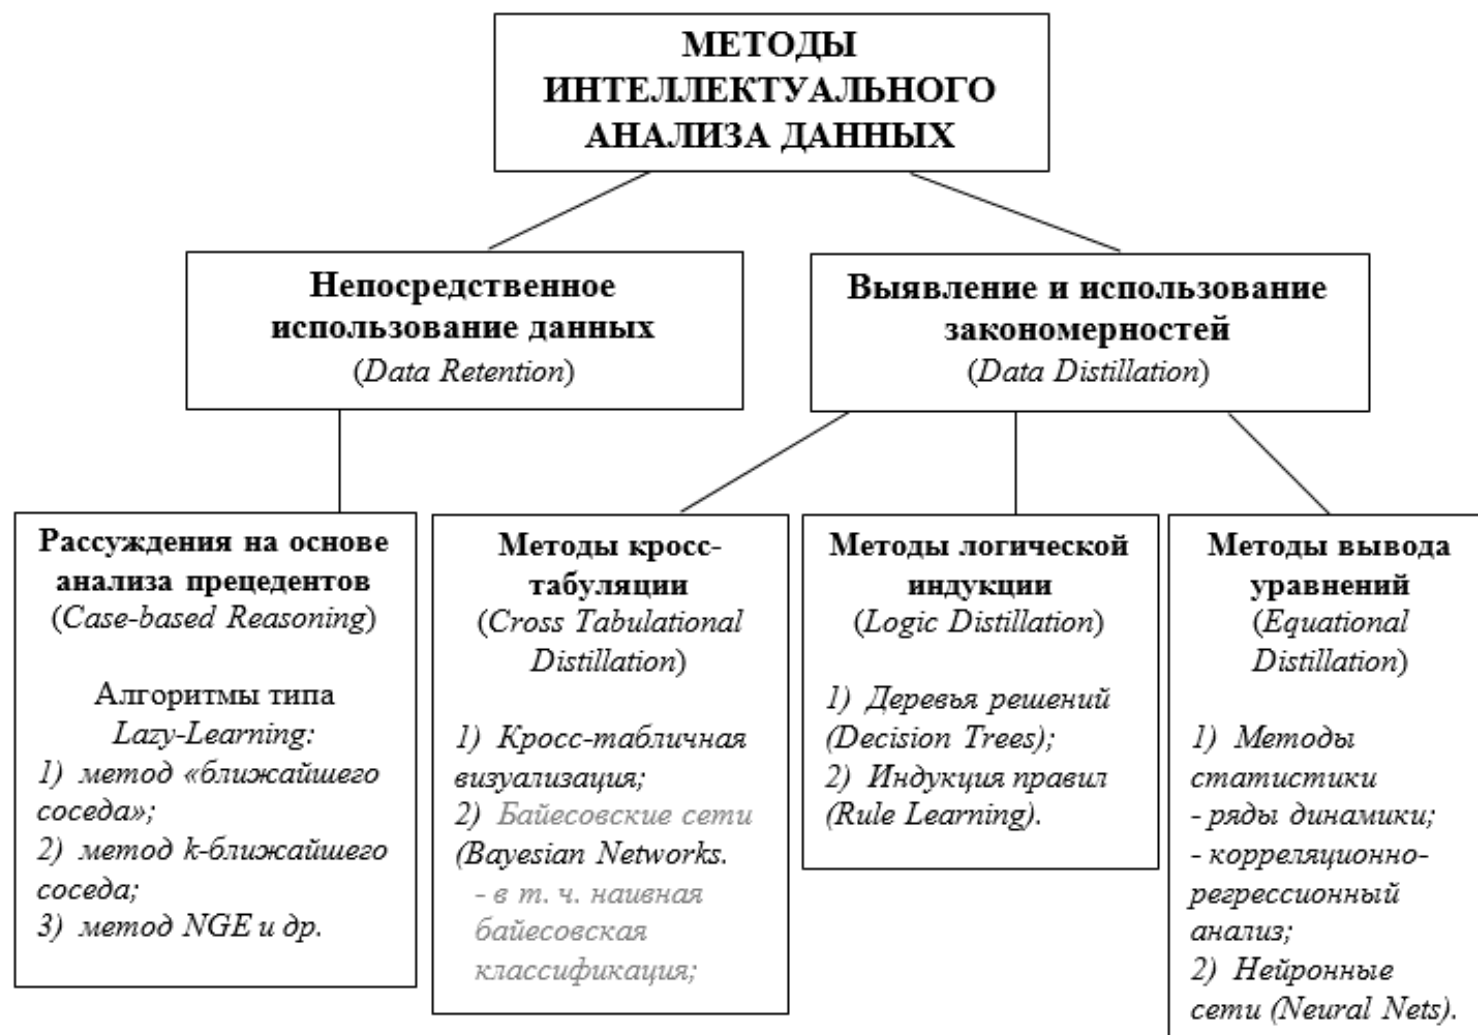 МЕТОДЫ
ИНТЕЛЛЕКТУАЛЬНОГО
АНАЛИЗА ДАННЫХ
Непосредственное
использование данных
(Data Retention)
Выявление и использование
закономерностей
(Data Distillation)
Рассуждения на основе
анализа прецедентов
(Case-based Reasoning)
Алгоритмы типа
Lazy-Learning:
1) метод «ближайшего
соседа»;
2) метод k-ближайшего
соседа;
3) метод NGE и др.
Методы кросс-
табуляции
(Cross Tabulational
Distillation)
1) Кросс-табличная
визуализация;
2) Байесовские сети
(Bayesian Networks.
- в т. ч. наивная
байесовская
классификация;
Методы логической
индукции
(Logic Distillation)
1) Деревья решений
(Decision Trees);
2) Индукция правил
(Rule Learning).
Методы вывода
уравнений
(Equational
Distillation)
1) Методы
статистики
- ряды динамики;
- корреляционно-
регрессионный
анализ;
2) Нейронные
сети (Neural Nets).